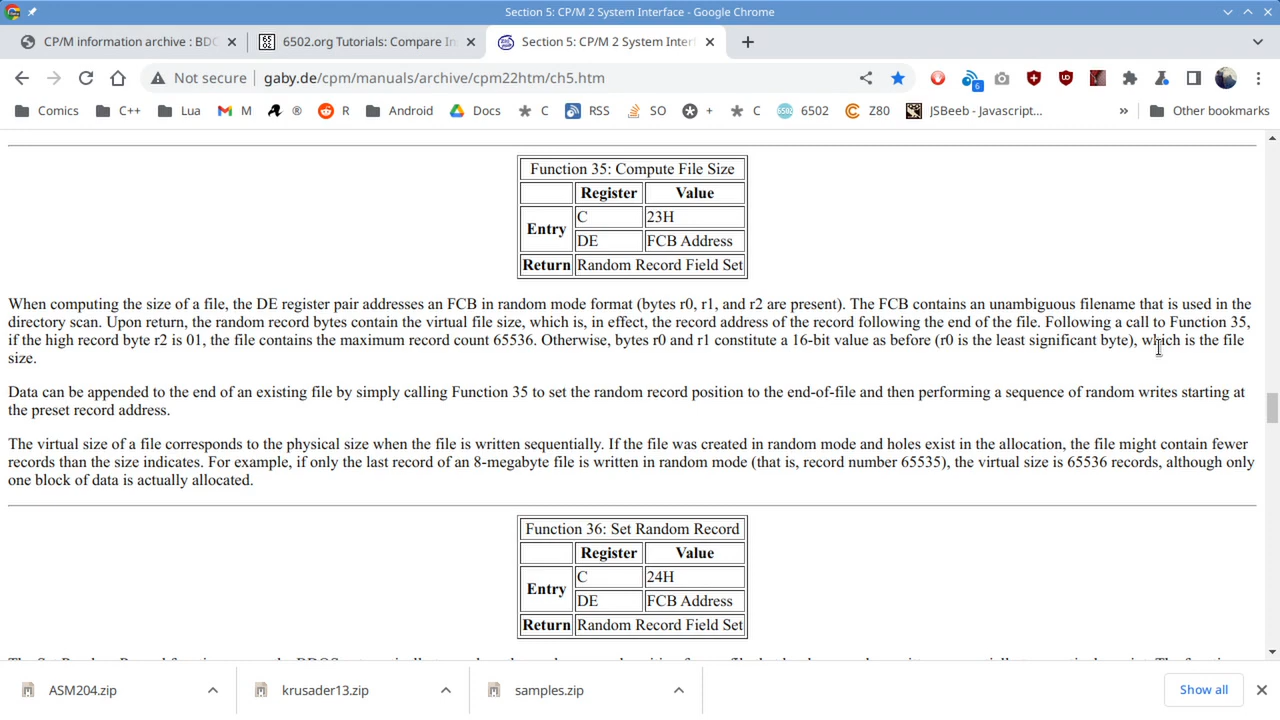 Section 5: CP/M 2 System Interface - Google Chrome
CP/M information archive : BDO
6502.org Tutorials: Compare In
Section 5: CP/M 2 System Interf
Not secure
gaby.de/cpm/manuals/archive/cpm22htm/ch5.htm
6
Comics
C++
Lua
M
®
R
Android
Docs
C
RSS
SO
+
C
6502
Z80
JSBeeb - Javascript...
»
Other bookmarks
Function 35: Compute File Size
Register Value
Entry C 23H
DE FCB Address
Return Random Record Field Set
When computing the size of a file, the DE register pair addresses an FCB in random mode format (bytes r0, r1, and r2 are present). The FCB contains an unambiguous filename that is used in the
directory scan. Upon return, the random record bytes contain the virtual file size, which is, in effect, the record address of the record following the end of the file. Following a call to Function 35,
if the high record byte r2 is 01, the file contains the maximum record count 65536. Otherwise, bytes r0 and r1 constitute a 16-bit value as before (r0 is the least significant byte), which is the file
size.
Data can be appended to the end of an existing file by simply calling Function 35 to set the random record position to the end-of-file and then performing a sequence of random writes starting at
the preset record address.
The virtual size of a file corresponds to the physical size when the file is written sequentially. If the file was created in random mode and holes exist in the allocation, the file might contain fewer
records than the size indicates. For example, if only the last record of an 8-megabyte file is written in random mode (that is, record number 65535), the virtual size is 65536 records, although only
one block of data is actually allocated.
Function 36: Set Random Record
Register Value
Entry C 24H
DE FCB Address
Return Random Record Field Set
ASM204.zip
krusader13.zip
samples.zip
Show all